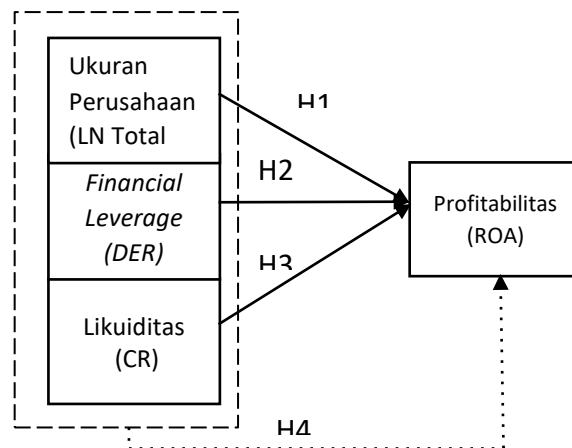 Ukuran
Perusahaan
(LN Total
Financial
Leverage
(DER)
Likuiditas
(CR)
H1
H2
H3
H4
Profitabilitas
(ROA)